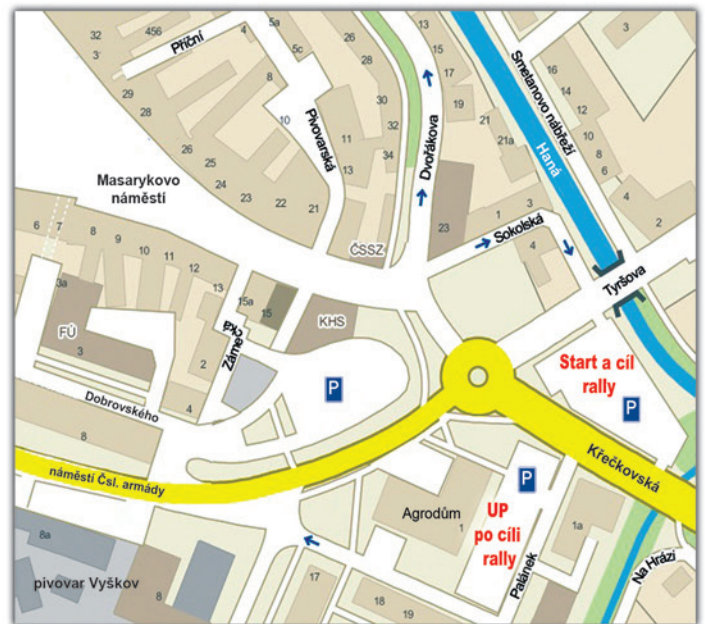 32
456
Příční
4
5a
5c
26
28
13
15
17
19
Smetanovo nábřeží
3
3
29
28
8
10
Pivovarská
30
32
34
Dvořákova
21
21a
Haná
16
14
12
10
8
6
26
25
24
23
22
21
11
13
Masarykovo
náměstí
ČSSZ
23
1
3
Sokolská
4
4
2
Tyršova
6
7
8
9
10
11
12
13
15a
15
KHS
3a
FÚ
3
2
Zámecká
P
Start a cíl
rally
P
Dobrovského
4
8
náměstí Čsl. armády
Křečkovská
P
Agrodům
1
UP
po cíli
rally
1a
Palánek
Na Hrázi
8a
pivovar Vyškov
8
17
18
19